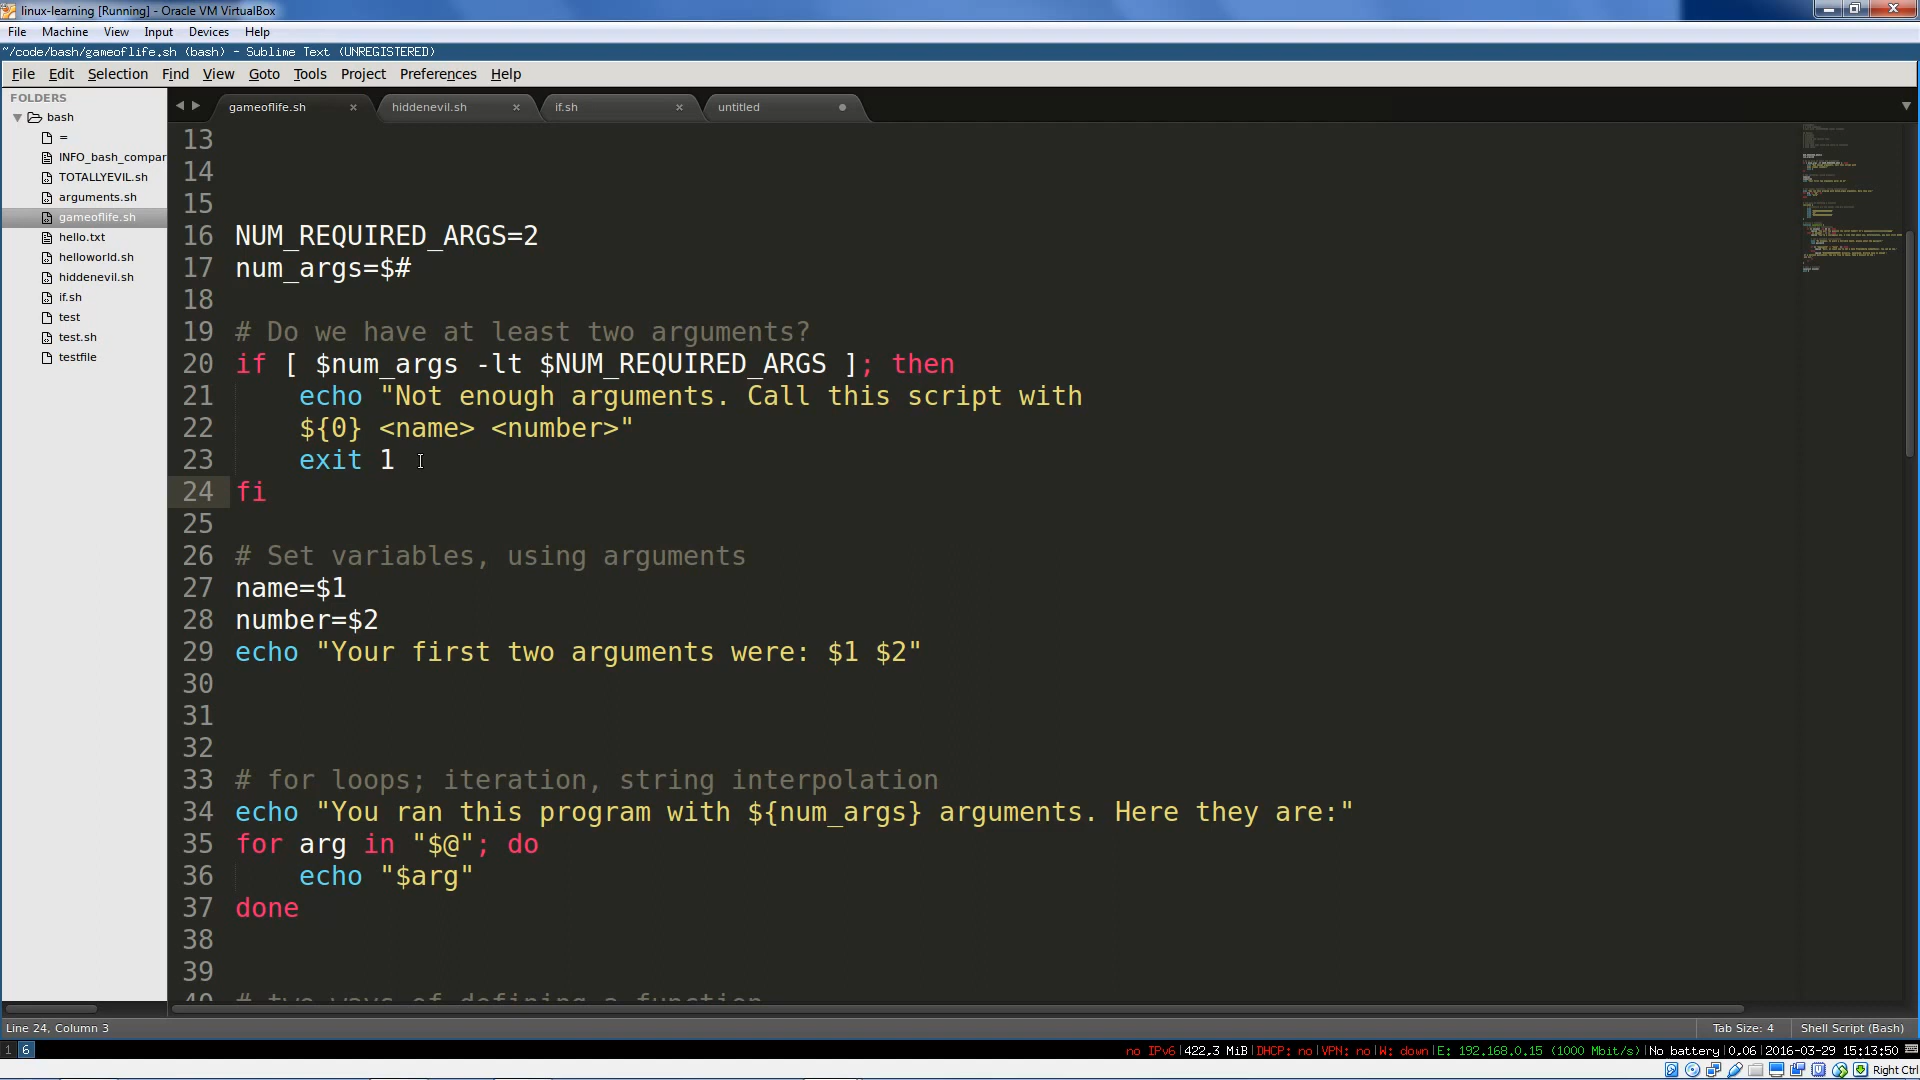 linux-learning [Running] - Oracle VM VirtualBox
File Machine View Input Devices Help
~/code/bash/gameoflife.sh (bash) - Sublime Text (UNREGISTERED)
File Edit Selection Find View Goto Tools Project Preferences Help
FOLDERS
bash
=
INFO_bash_compar
TOTALLYEVIL.sh
arguments.sh
gameoflife.sh
hello.txt
helloworld.sh
hiddenevil.sh
if.sh
test
test.sh
testfile
gameoflife.sh × hiddenevil.sh × if.sh × untitled
13
14
15
16 NUM_REQUIRED_ARGS=2
17 num_args=$#
18
19 # Do we have at least two arguments?
20 if [ $num_args -lt $NUM_REQUIRED_ARGS ]; then
21 echo "Not enough arguments. Call this script with
22 ${0} <name> <number>"
23 exit 1
24 fi
25
26 # Set variables, using arguments
27 name=$1
28 number=$2
29 echo "Your first two arguments were: $1 $2"
30
31
32
33 # for loops; iteration, string interpolation
34 echo "You ran this program with ${num_args} arguments. Here they are:"
35 for arg in "$@"; do
36 echo "$arg"
37 done
38
39
40 # two ways of defining a function
Line 24, Column 3 Tab Size: 4 Shell Script (Bash)
1 6 no IPv6|422,3 MiB|DHCP: no|VPN: no|W: down|E: 192.168.0.15 (1000 Mbit/s)|No battery|0,06|2016-03-29 15:13:50
Right Ctrl